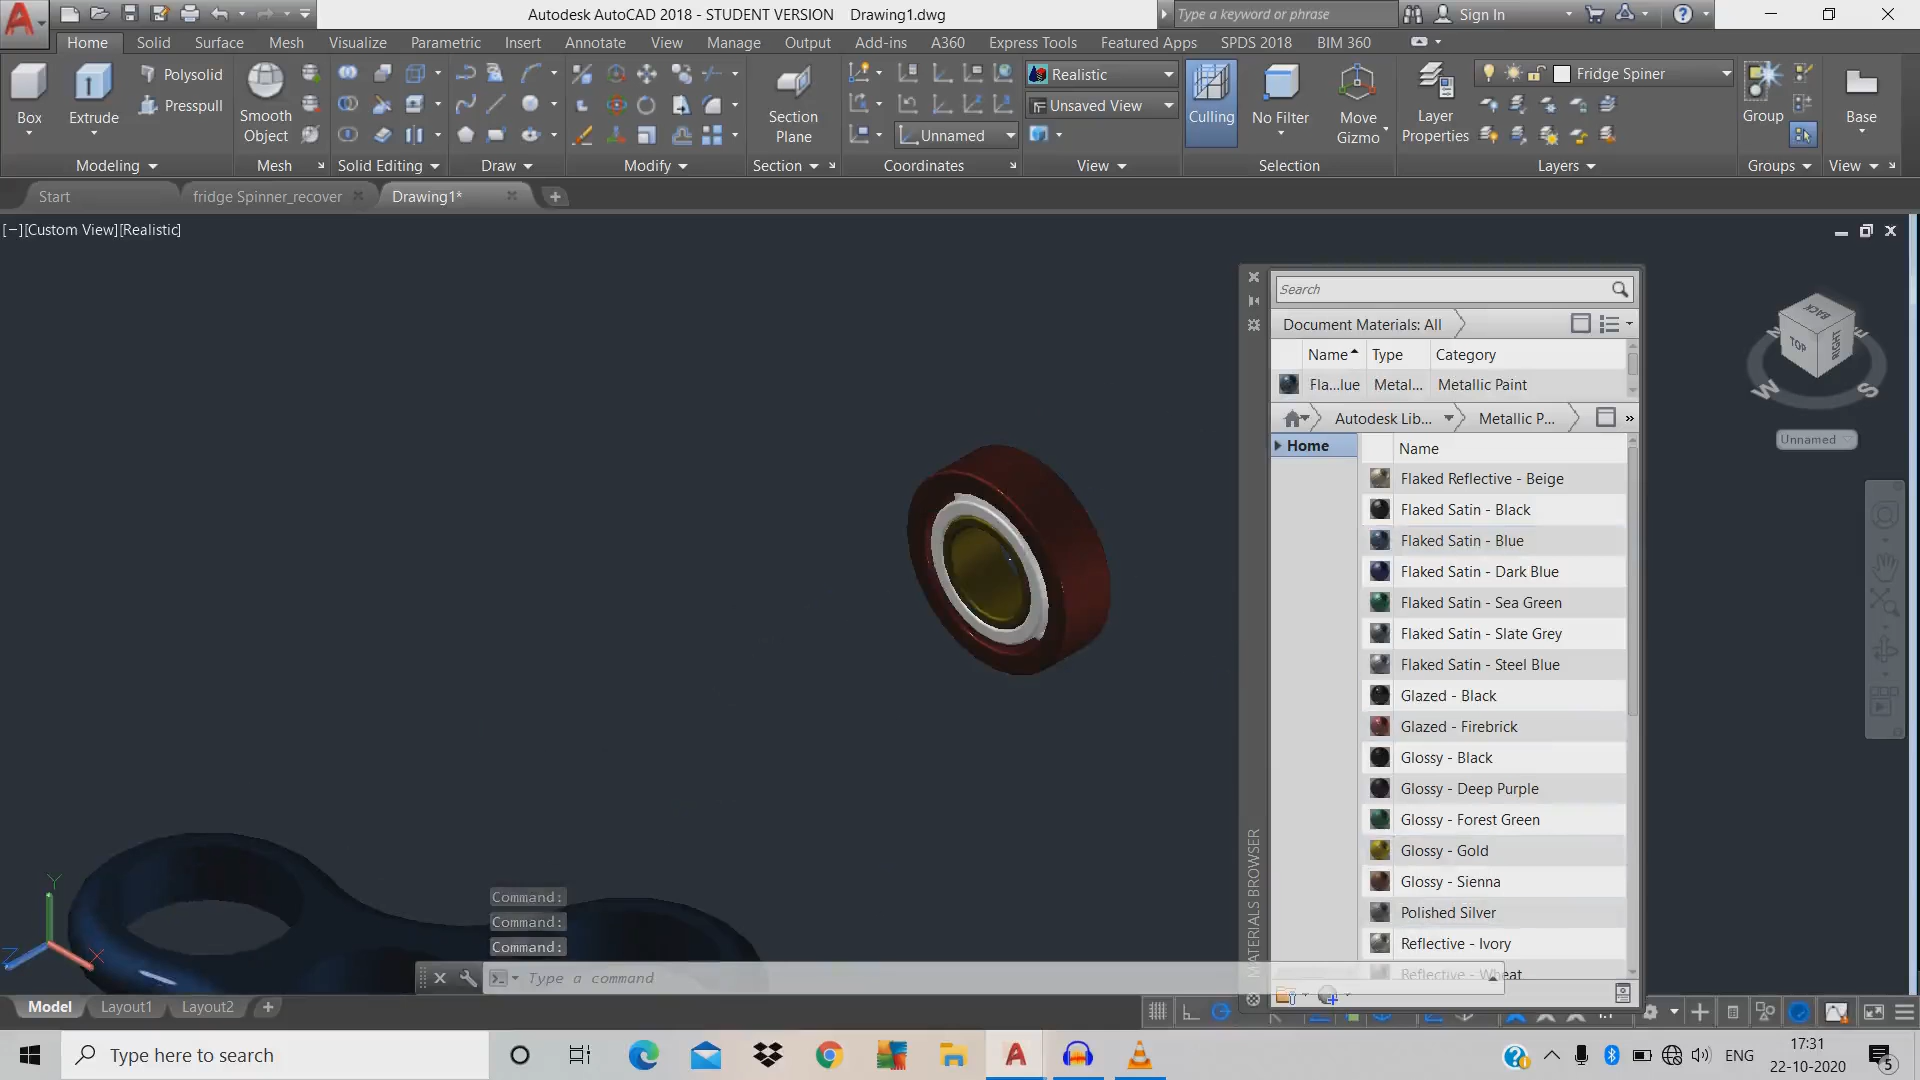 Autodesk AutoCAD 2018 - STUDENT VERSION Drawing1.dwg
Type a keyword or phrase
Sign In
Home Solid Surface Mesh Visualize Parametric Insert Annotate View Manage Output Add-ins A360 Express Tools Featured Apps SPDS 2018 BIM 360
Box
Extrude
Polysolid
Presspull
Smooth Object
Section Plane
Unnamed
Realistic
Unsaved View
Culling
No Filter
Move Gizmo
Layer Properties
Fridge Spiner
Group
Base
Modeling Mesh Solid Editing Draw Modify Section Coordinates View Selection Layers Groups View
Start fridge Spinner_recover Drawing1*
[−][Custom View][Realistic]
Search
Document Materials: All
Name Type Category
Fla...lue Metal... Metallic Paint
Autodesk Lib... Metallic P... »
Home
Name
Flaked Reflective - Beige
Flaked Satin - Black
Flaked Satin - Blue
Flaked Satin - Dark Blue
Flaked Satin - Sea Green
Flaked Satin - Slate Grey
Flaked Satin - Steel Blue
Glazed - Black
Glazed - Firebrick
Glossy - Black
Glossy - Deep Purple
Glossy - Forest Green
Glossy - Gold
Glossy - Sienna
Polished Silver
Reflective - Ivory
Reflective - Wheat
MATERIALS BROWSER
BACK
TOP
RIGHT
W
S
Unnamed
Y
Z
X
Command:
Command:
Command:
Type a command
Model Layout1 Layout2 +
Type here to search
ENG
17:31
22-10-2020
5